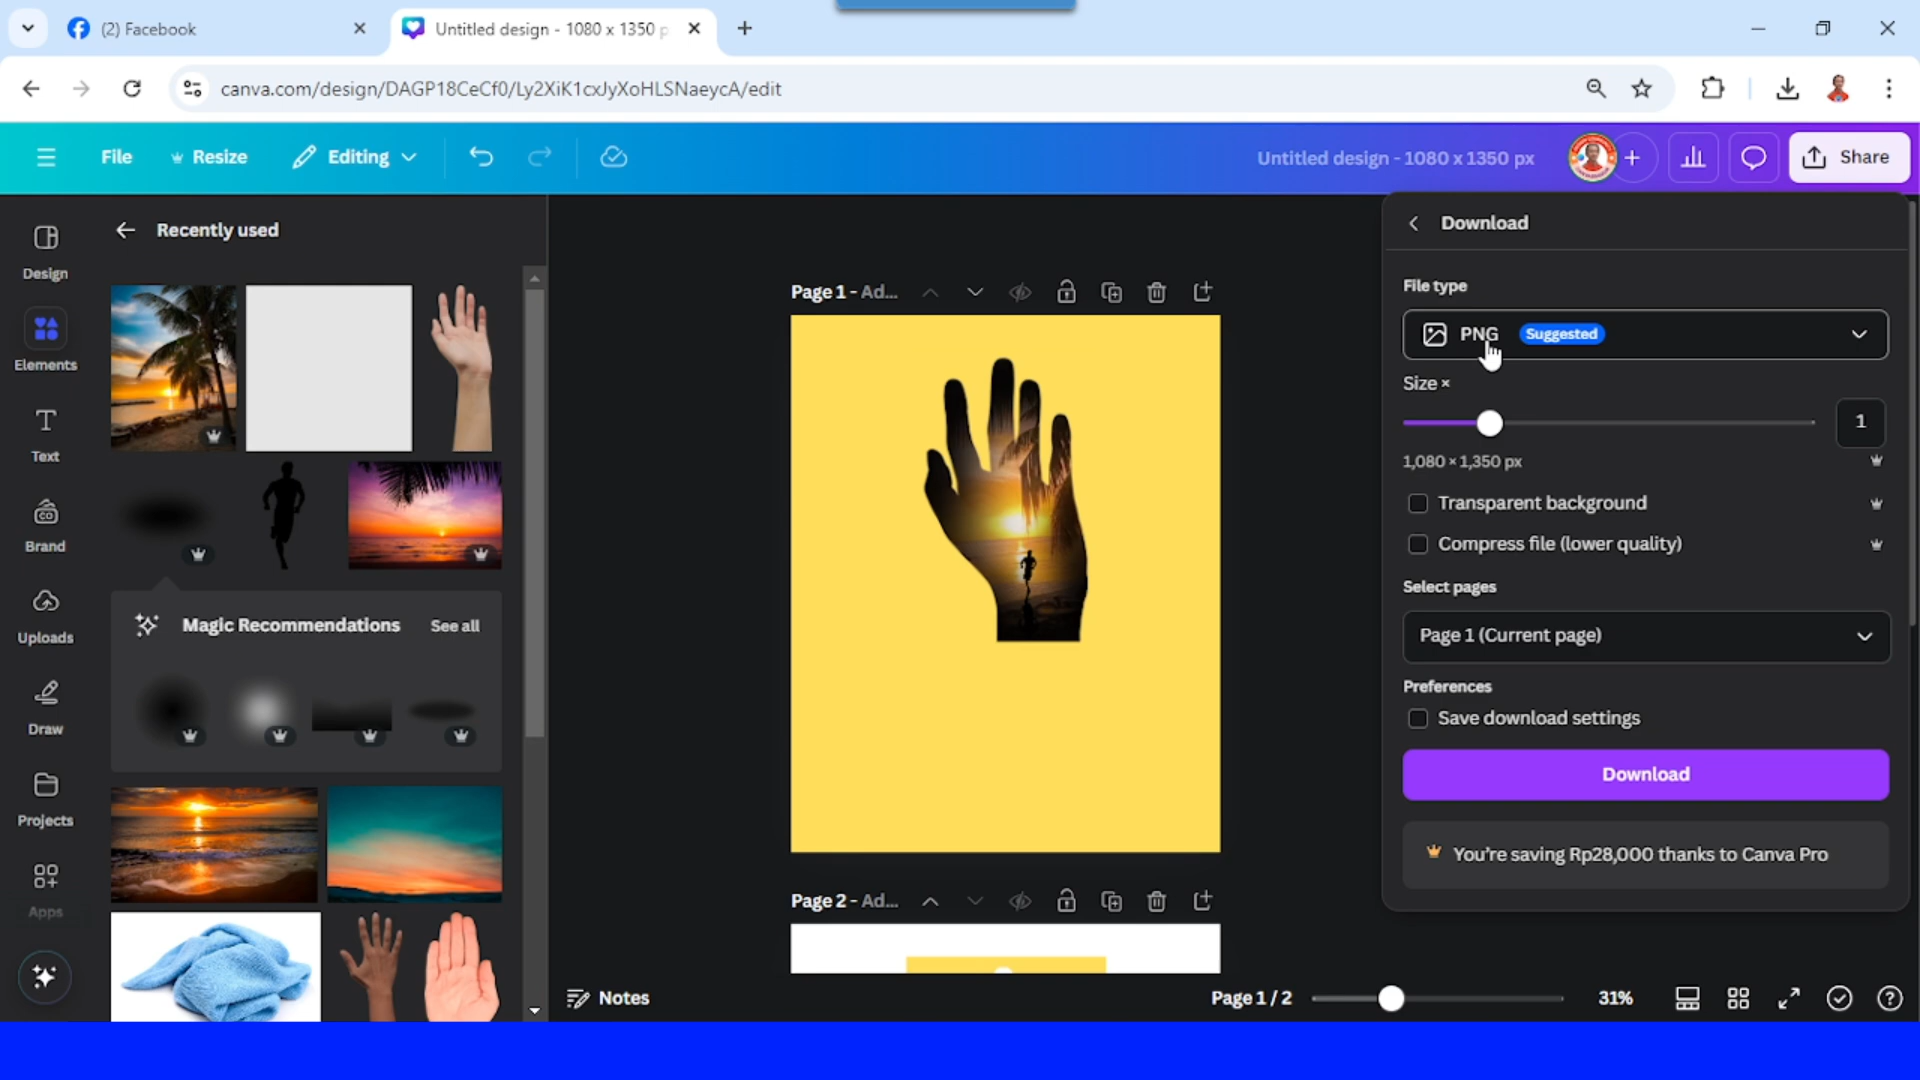 (2) Facebook
Untitled design - 1080 x 1350 p
canva.com/design/DAGP18CeCf0/Ly2XiK1cxJyXoHLSNaeycA/edit
File
Resize
Editing
Untitled design - 1080 x 1350 px
Share
Design
Elements
Text
Brand
Uploads
Draw
Projects
Apps
Recently used
Magic Recommendations
See all
Page 1 - Ad...
Page 2 - Ad...
Notes
Page 1 / 2
31%
Download
File type
PNG
Suggested
Size ×
1
1,080 × 1,350 px
Transparent background
Compress file (lower quality)
Select pages
Page 1 (Current page)
Preferences
Save download settings
Download
You're saving Rp28,000 thanks to Canva Pro